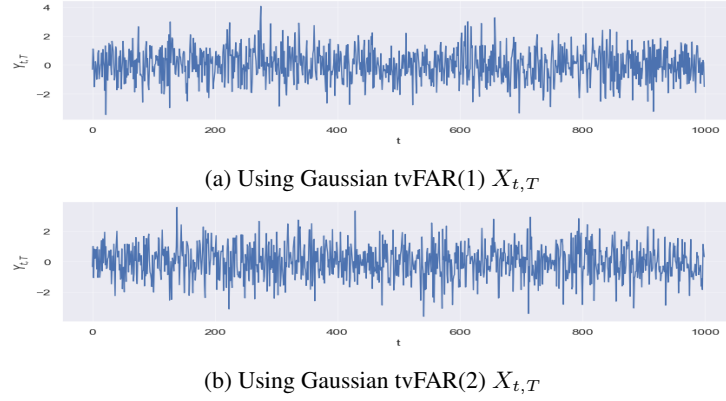 4
2
0
−2
Y_{t,T}
0 200 400 600 800 1000
t
(a) Using Gaussian tvFAR(1) X_{t,T}
2
0
−2
Y_{t,T}
0 200 400 600 800 1000
t
(b) Using Gaussian tvFAR(2) X_{t,T}